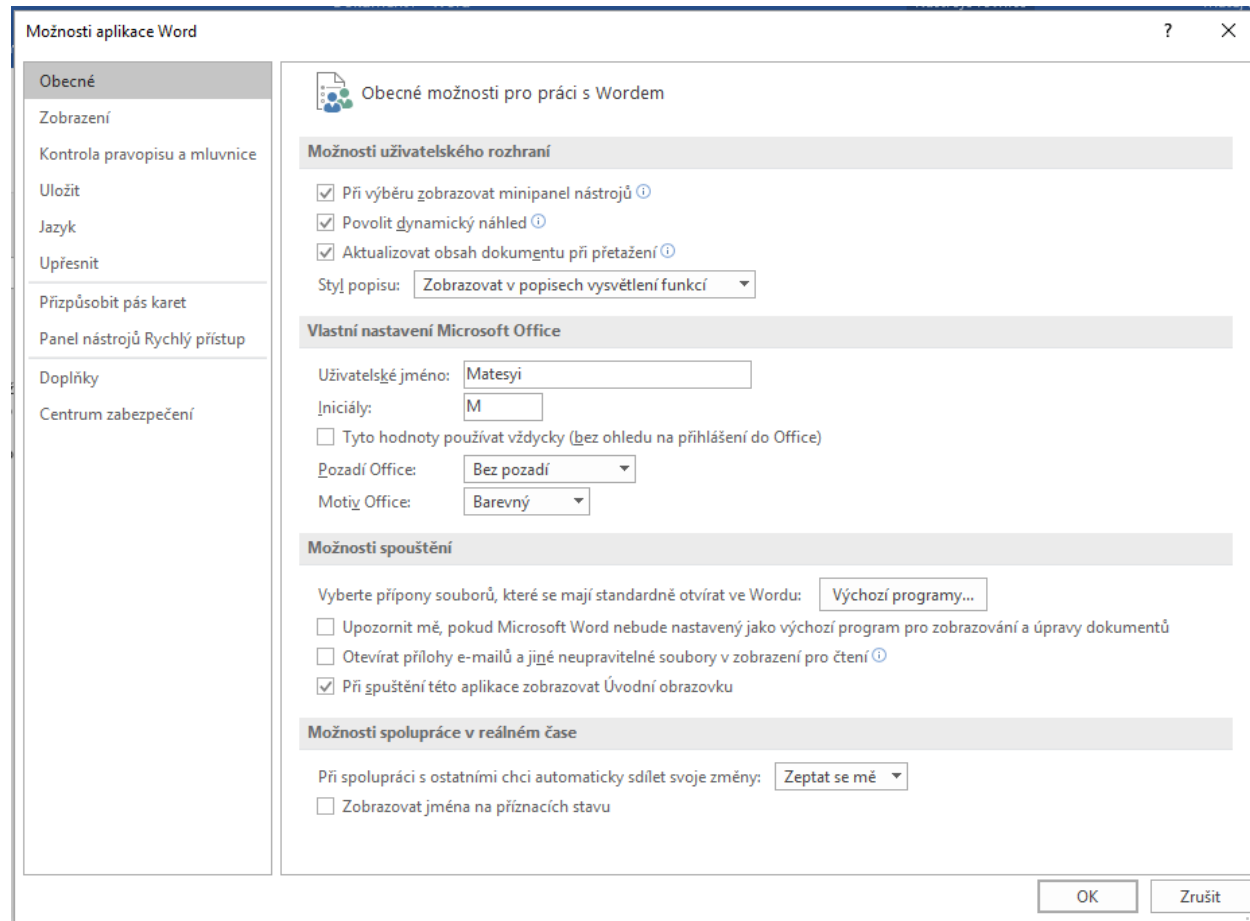 Možnosti aplikace Word
?
Obecné
Zobrazení
Kontrola pravopisu a mluvnice
Uložit
Jazyk
Upřesnit
Přizpůsobit pás karet
Panel nástrojů Rychlý přístup
Doplňky
Centrum zabezpečení
Obecné možnosti pro práci s Wordem
Možnosti uživatelského rozhraní
Při výběru zobrazovat minipanel nástrojů
Povolit dynamický náhled
Aktualizovat obsah dokumentu při přetažení
Styl popisu: Zobrazovat v popisech vysvětlení funkcí
Vlastní nastavení Microsoft Office
Uživatelské jméno: Matesyi
Iniciály: M
Tyto hodnoty používat vždycky (bez ohledu na přihlášení do Office)
Pozadí Office: Bez pozadí
Motiv Office: Barevný
Možnosti spouštění
Vyberte přípony souborů, které se mají standardně otvírat ve Wordu: Výchozí programy...
Upozornit mě, pokud Microsoft Word nebude nastavený jako výchozí program pro zobrazování a úpravy dokumentů
Otevírat přílohy e-mailů a jiné neupravitelné soubory v zobrazení pro čtení
Při spuštění této aplikace zobrazovat Úvodní obrazovku
Možnosti spolupráce v reálném čase
Při spolupráci s ostatními chci automaticky sdílet svoje změny: Zeptat se mě
Zobrazovat jména na příznacích stavu
OK
Zrušit